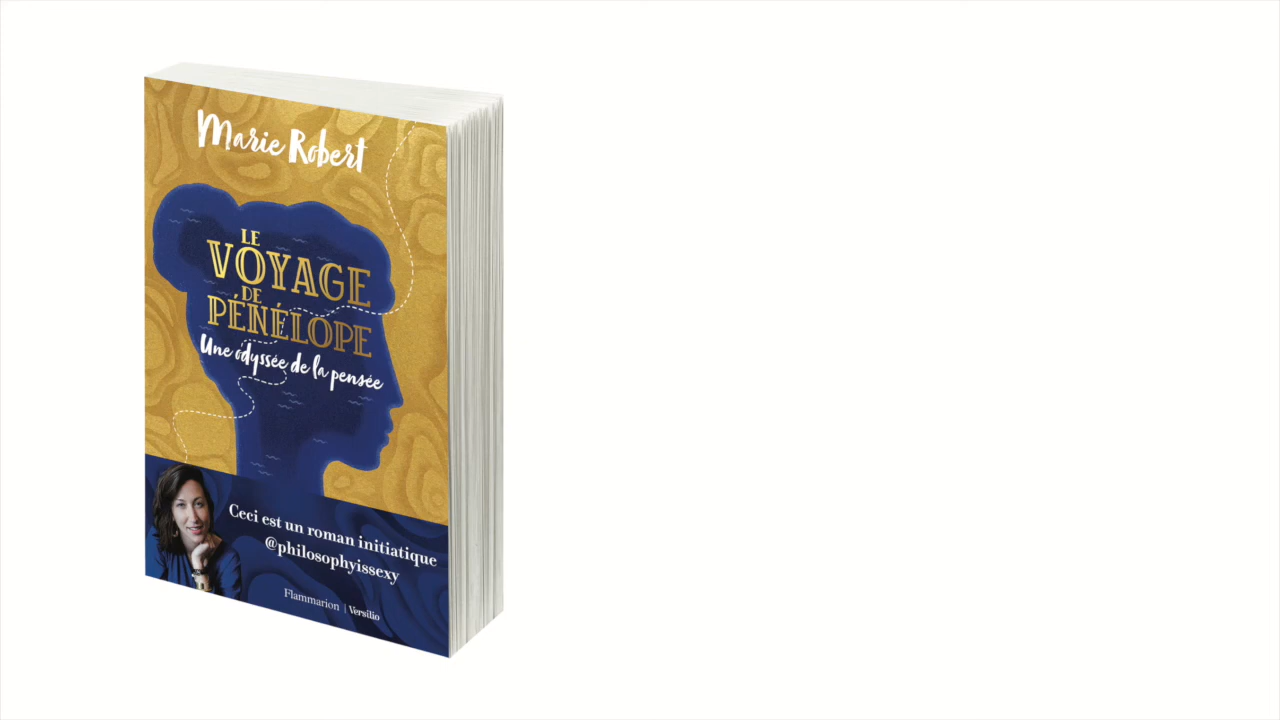 Marie Robert
LE
VOYAGE
DE
PÉNÉLOPE
Une odyssée de la pensée
Ceci est un roman initiatique
@philosophyissexy
Flammarion | Versilio